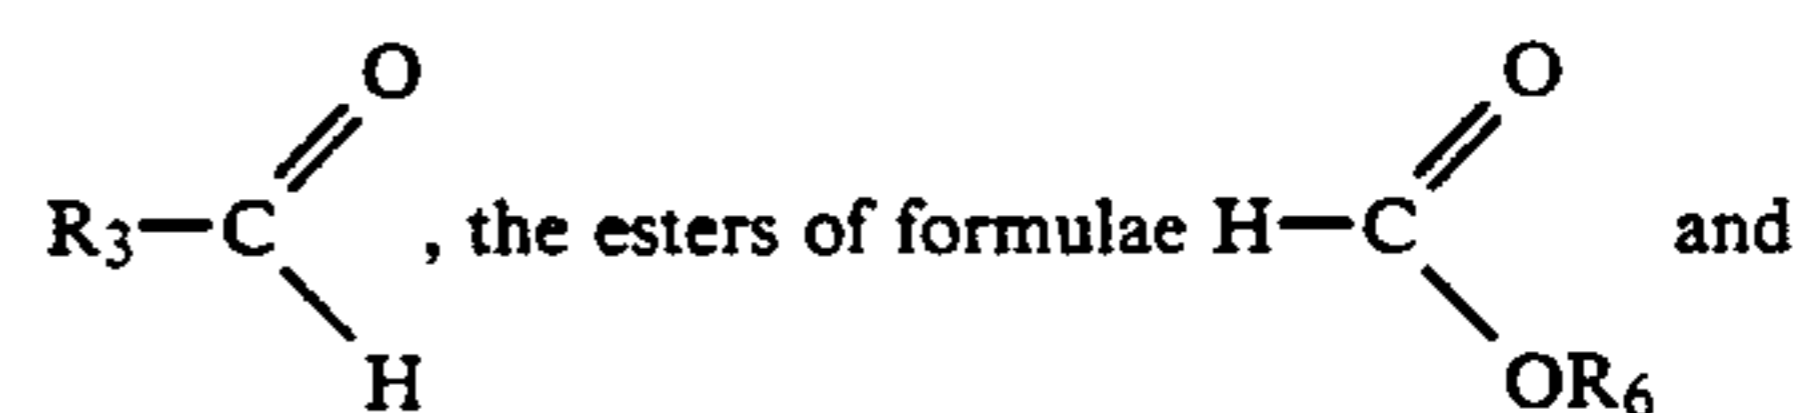 O O
R3—C , the esters of formulae H—C and
H OR6